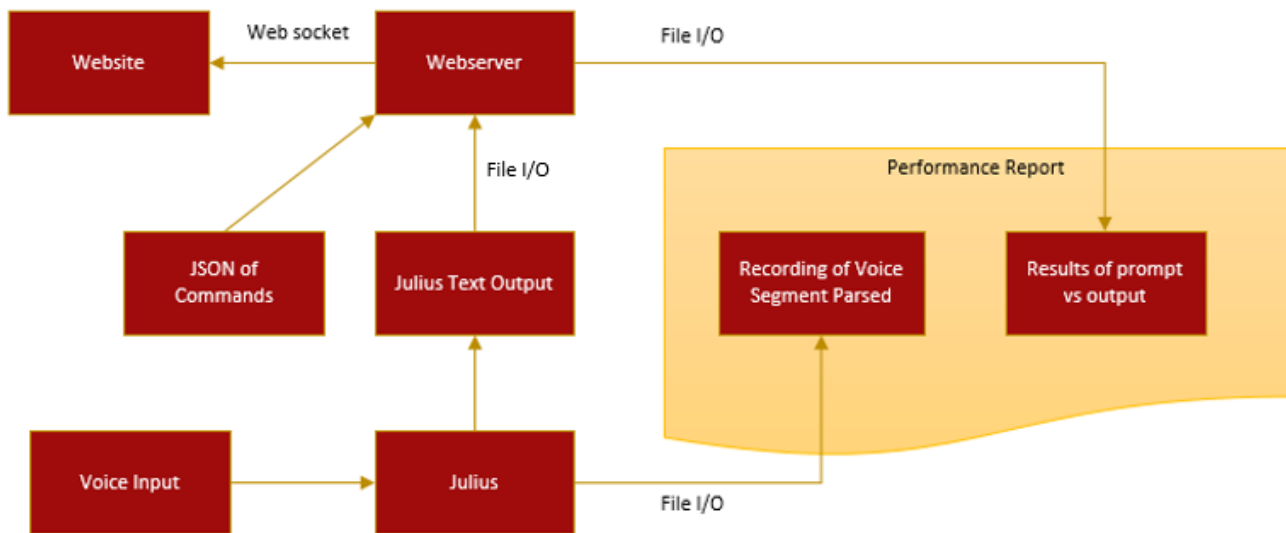 Website
Web socket
Webserver
File I/O
File I/O
Performance Report
JSON of
Commands
Julius Text Output
Recording of Voice
Segment Parsed
Results of prompt
vs output
Voice Input
Julius
File I/O